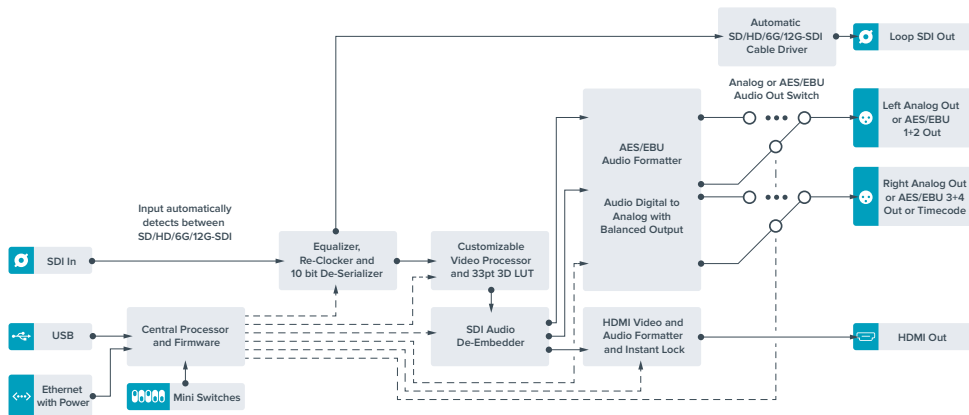 Automatic
SD/HD/6G/12G-SDI
Cable Driver
Loop SDI Out
Analog or AES/EBU
Audio Out Switch
Left Analog Out
or AES/EBU
1+2 Out
AES/EBU
Audio Formatter
Right Analog Out
or AES/EBU 3+4
Out or Timecode
Audio Digital to
Analog with
Balanced Output
Input automatically
detects between
SD/HD/6G/12G-SDI
SDI In
Equalizer,
Re-Clocker and
10 bit De-Serializer
Customizable
Video Processor
and 33pt 3D LUT
USB
Central Processor
and Firmware
SDI Audio
De-Embedder
HDMI Video and
Audio Formatter
and Instant Lock
HDMI Out
Ethernet
with Power
Mini Switches